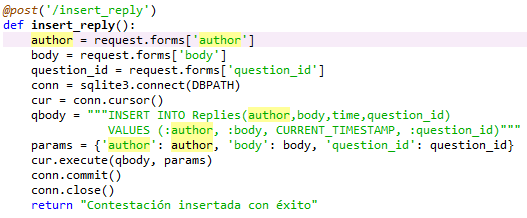 @post('/insert_reply')
def insert_reply():
    author = request.forms['author']
    body = request.forms['body']
    question_id = request.forms['question_id']
    conn = sqlite3.connect(DBPATH)
    cur = conn.cursor()
    qbody = """INSERT INTO Replies(author,body,time,question_id)
               VALUES (:author, :body, CURRENT_TIMESTAMP, :question_id)"""
    params = {'author': author, 'body': body, 'question_id': question_id}
    cur.execute(qbody, params)
    conn.commit()
    conn.close()
    return "Contestación insertada con éxito"